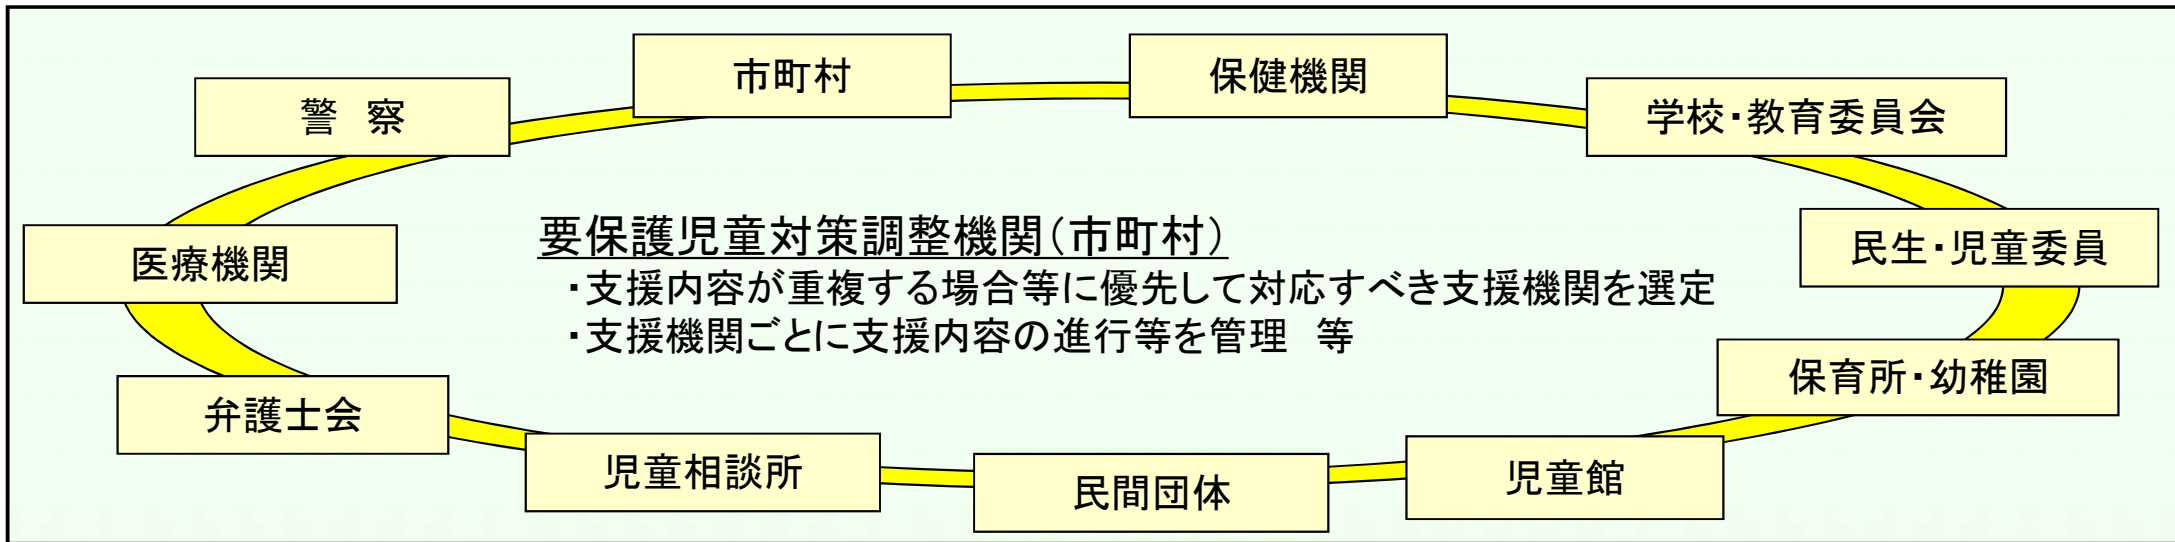 市町村
保健機関
警　察
学校・教育委員会
医療機関
民生・児童委員
要保護児童対策調整機関(市町村)
・支援内容が重複する場合等に優先して対応すべき支援機関を選定
・支援機関ごとに支援内容の進行等を管理　等
保育所・幼稚園
弁護士会
児童相談所
民間団体
児童館